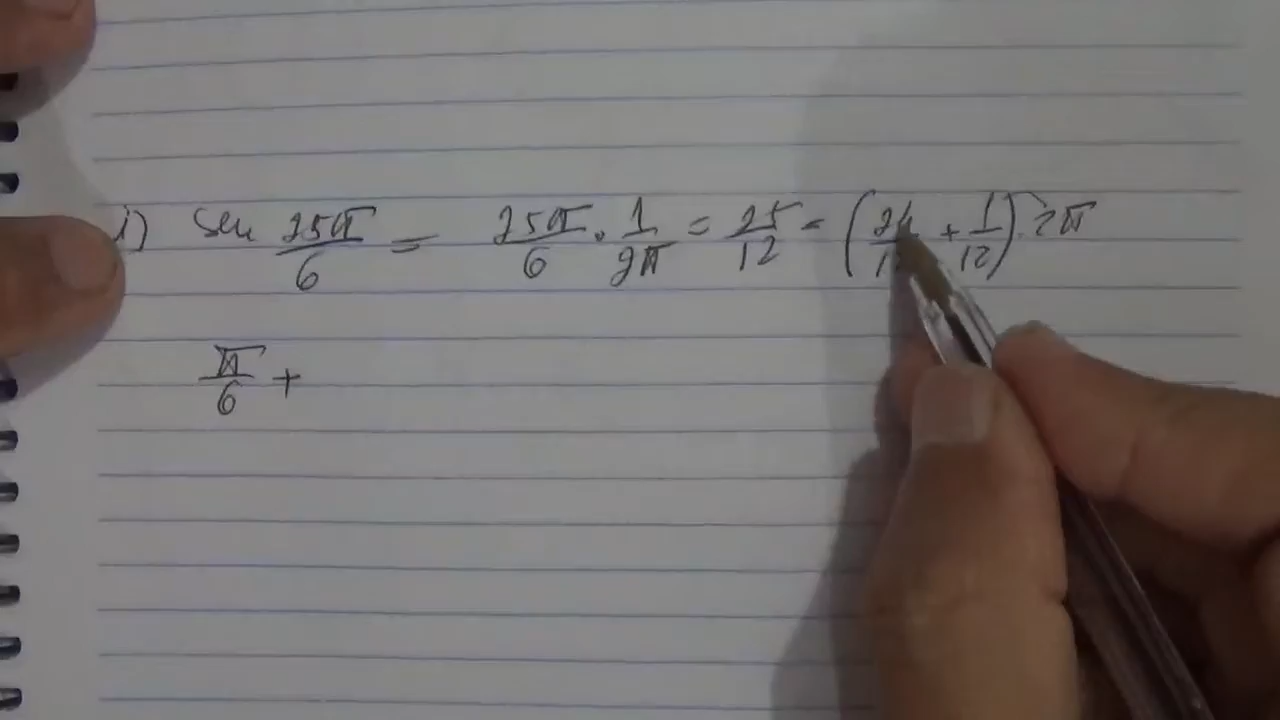 i) sen 25π/6 = 25π/6 . 1/2π = 25/12 = (24/12 + 1/12) . 2π
π/6 +